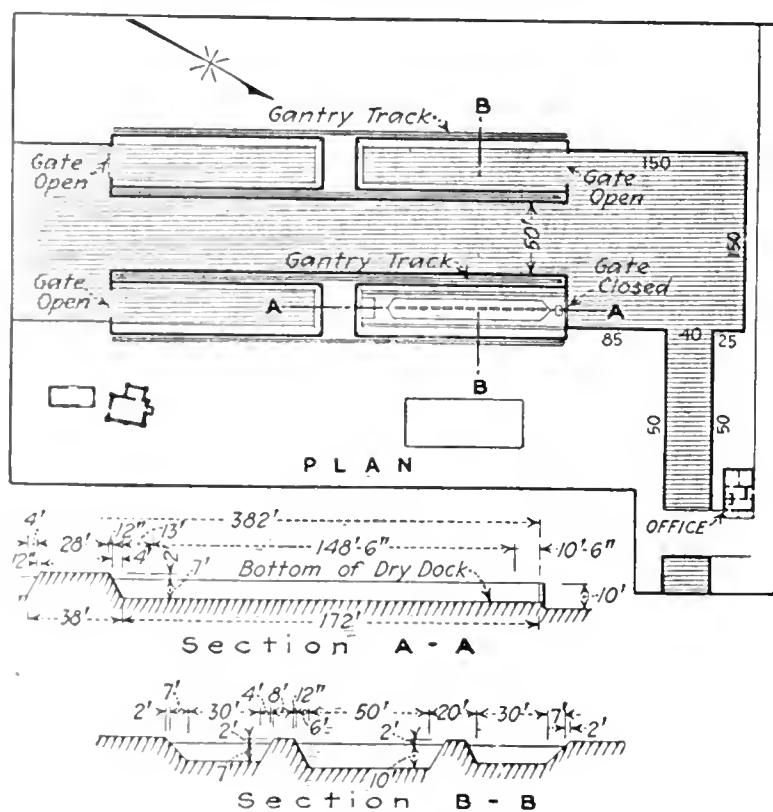 B
Gantry Track
Gate
Open
Gate
Open
150
50'
150
Gantry Track
Gate
Open
Gate
Closed
A
A
85
40
25
B
50
50
PLAN
OFFICE
4'
382'
28'
12"
13'
148'-6"
10'-6"
12"
4'
2'
7'
Bottom of Dry Dock
10'
38'
172'
Section A-A
7'
4'
8'
12"
2'
30'
6'
50'
20'
30'
7'
2'
2'
2'
7'
10'
Section B-B